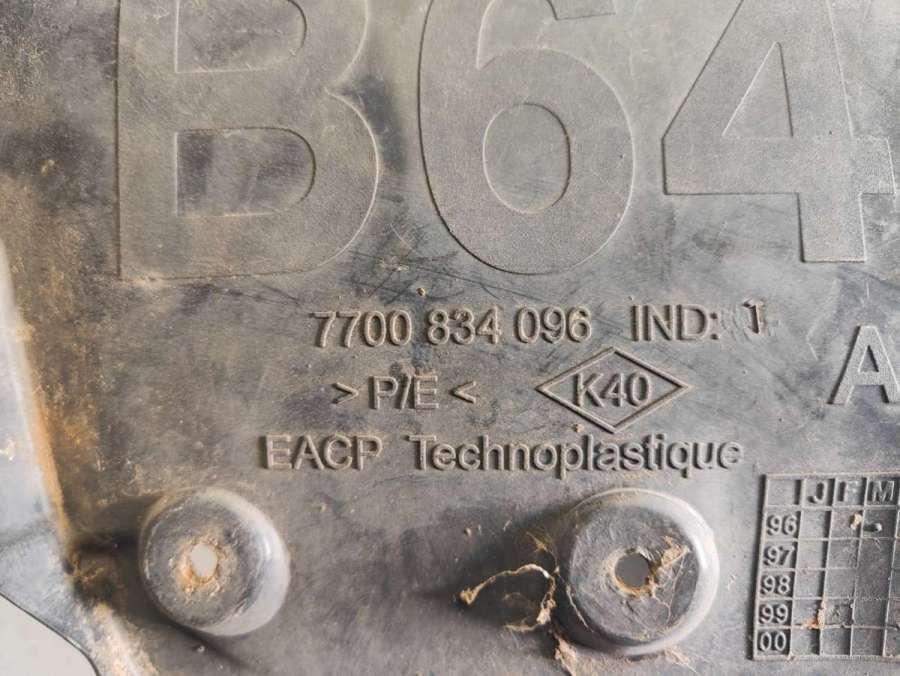 B64
7700 834 096 IND: 1
>P/E< K40
A
EACP Technoplastique
J F M
96
97
98
99
00